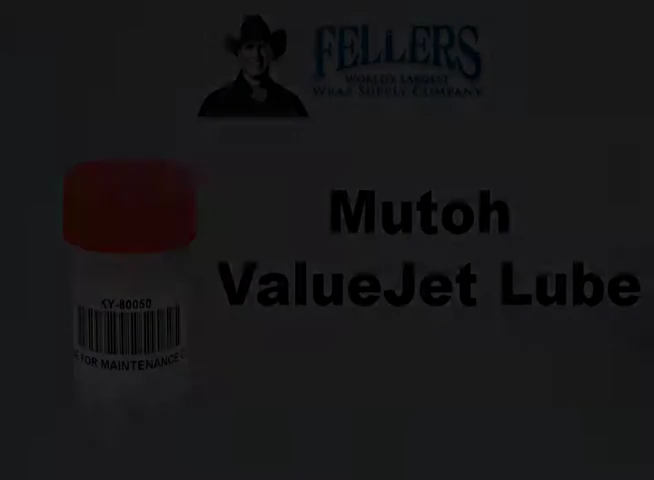 FELLERS
WORLD'S LARGEST
WRAP SUPPLY COMPANY
Mutoh
ValueJet Lube
KY-80050
FOR MAINTENANCE